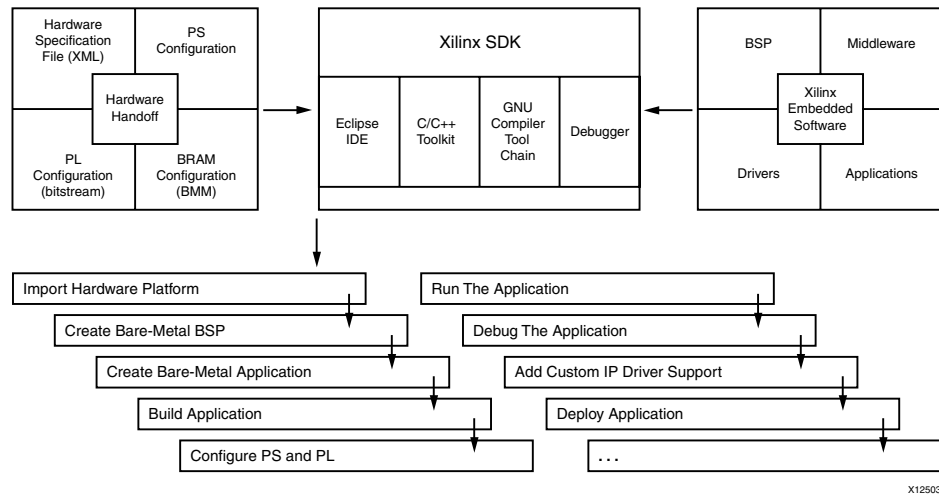 Hardware
Specification
File (XML)
PS
Configuration
Hardware
Handoff
PL
Configuration
(bitstream)
BRAM
Configuration
(BMM)
Xilinx SDK
Eclipse
IDE
C/C++
Toolkit
GNU
Compiler
Tool
Chain
Debugger
BSP
Middleware
Xilinx
Embedded
Software
Drivers
Applications
Import Hardware Platform
Create Bare-Metal BSP
Create Bare-Metal Application
Build Application
Configure PS and PL
Run The Application
Debug The Application
Add Custom IP Driver Support
Deploy Application
...
X12503